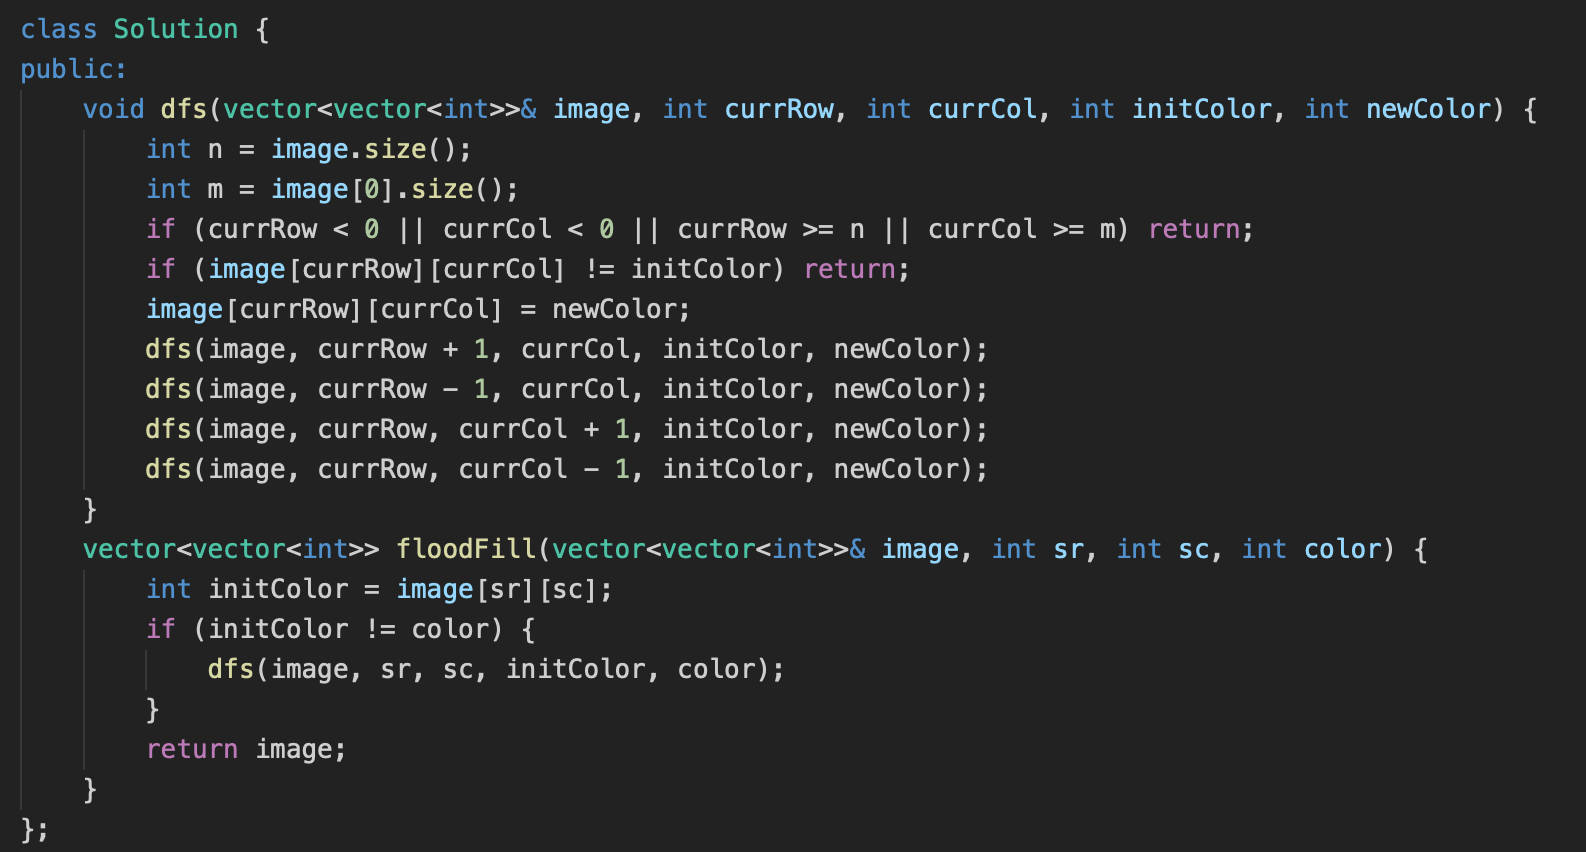 class Solution {
public:
    void dfs(vector<vector<int>>& image, int currRow, int currCol, int initColor, int newColor) {
        int n = image.size();
        int m = image[0].size();
        if (currRow < 0 || currCol < 0 || currRow >= n || currCol >= m) return;
        if (image[currRow][currCol] != initColor) return;
        image[currRow][currCol] = newColor;
        dfs(image, currRow + 1, currCol, initColor, newColor);
        dfs(image, currRow - 1, currCol, initColor, newColor);
        dfs(image, currRow, currCol + 1, initColor, newColor);
        dfs(image, currRow, currCol - 1, initColor, newColor);
    }
    vector<vector<int>> floodFill(vector<vector<int>>& image, int sr, int sc, int color) {
        int initColor = image[sr][sc];
        if (initColor != color) {
            dfs(image, sr, sc, initColor, color);
        }
        return image;
    }
};